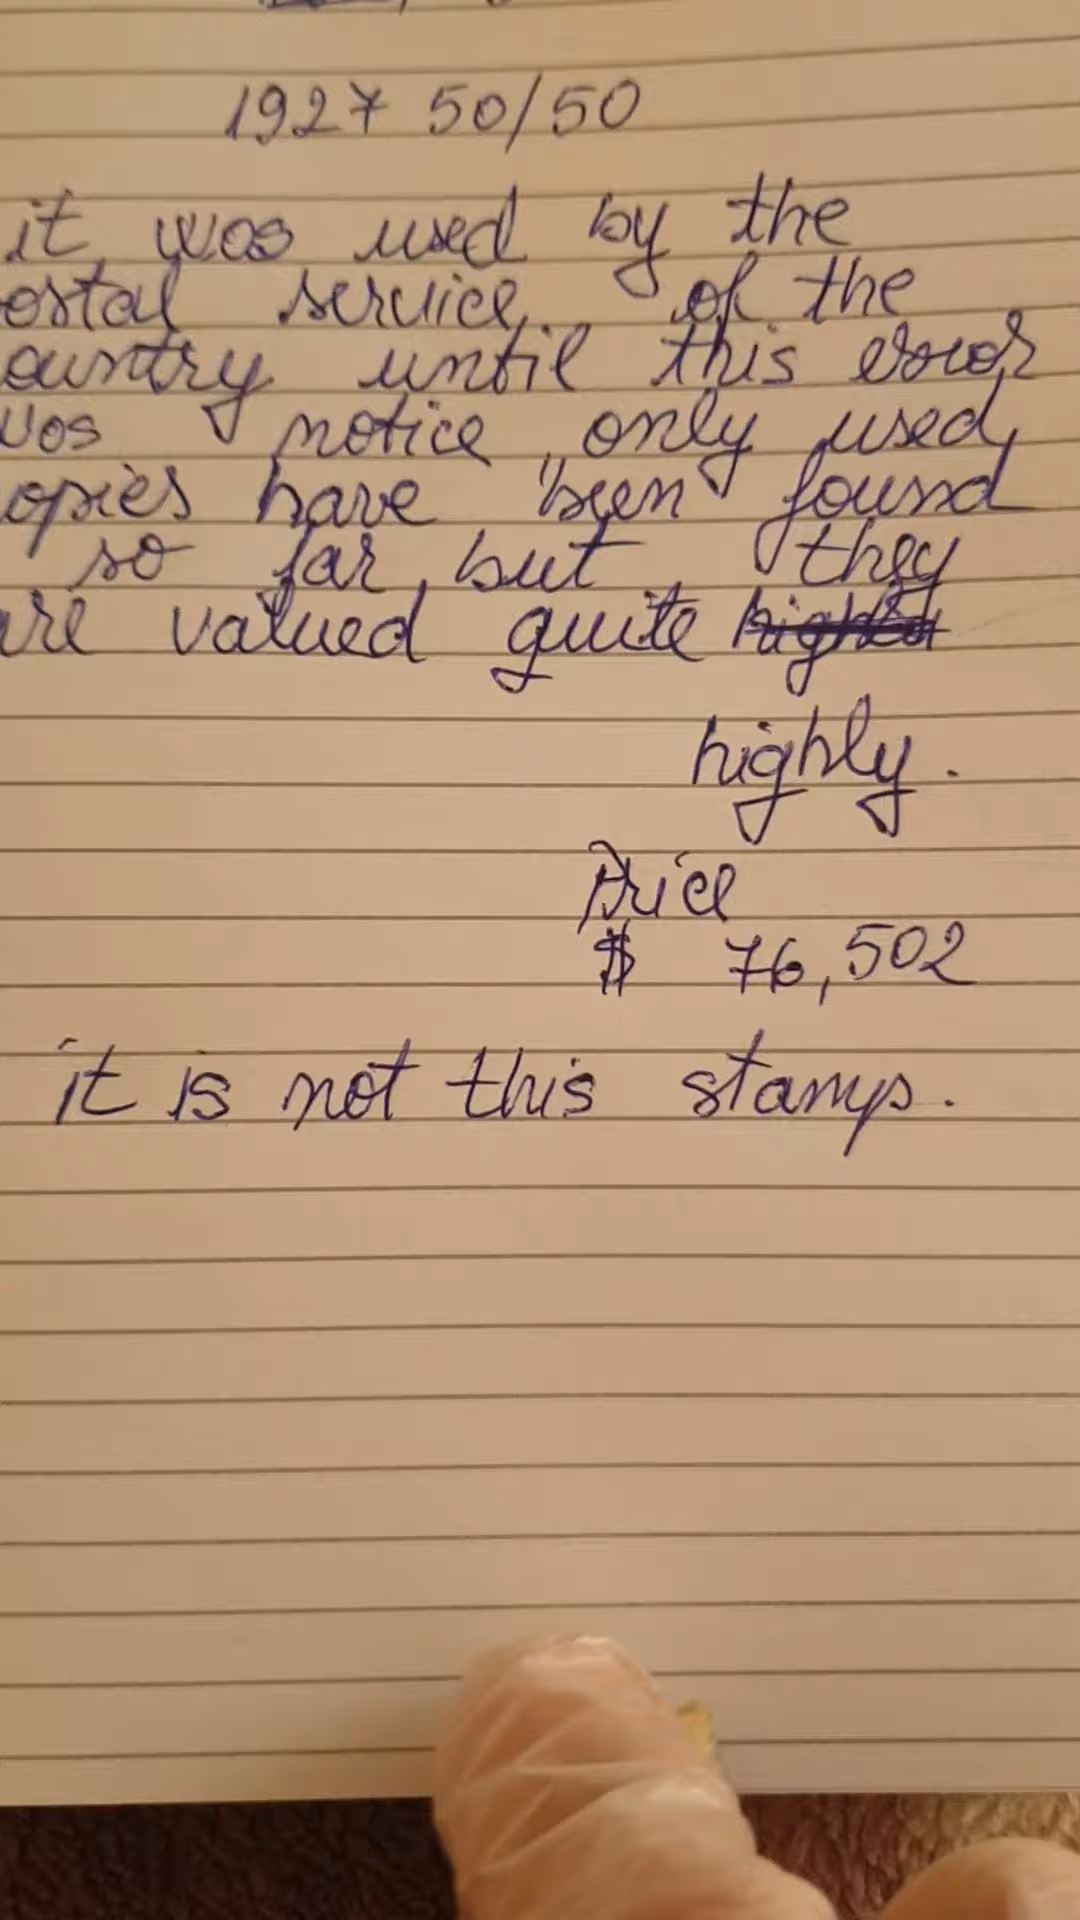 1927 50/50
it was used by the
ostal service of the
ountry until this error
was notice, only used
opies have been found
so far, but they
are valued quite
highly.
Price
$ 76,502
it is not this stamp.